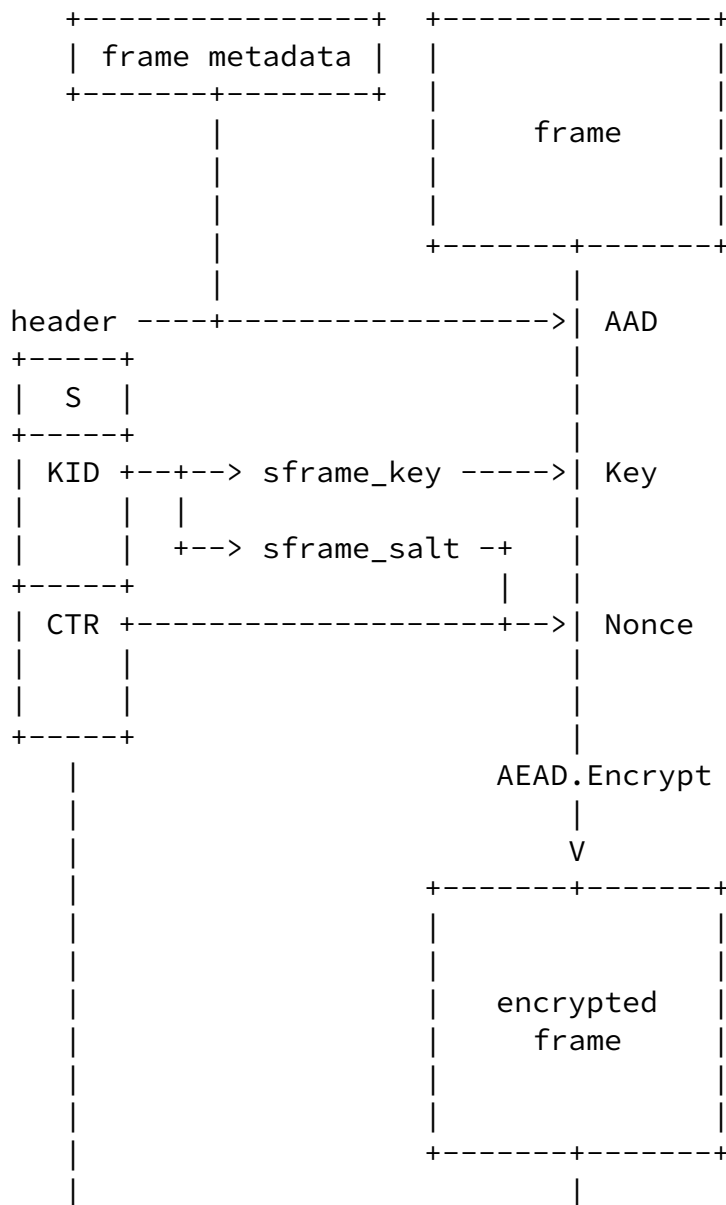 +----------------+  +---------------+
| frame metadata |  |               |
+-------+--------+  |               |
        |           |     frame     |
        |           |               |
        |           |               |
        |           +-------+-------+
        |                   |
header ----+------------------>| AAD
+-----+                        |
|  S  |                        |
+-----+                        |
| KID +--+--> sframe_key ----->| Key
|     |  |                     |
|     |  +--> sframe_salt -+   |
+-----+                    |   |
| CTR +--------------------+-->| Nonce
|     |                        |
|     |                        |
+-----+                        |
   |                       AEAD.Encrypt
   |                           |
   |                           V
   |                   +-------+-------+
   |                   |               |
   |                   |               |
   |                   |   encrypted   |
   |                   |     frame     |
   |                   |               |
   |                   |               |
   |                   +-------+-------+
   |                           |